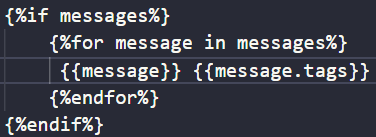 {%if messages%}
{%for message in messages%}
{{message}} {{message.tags}}
{%endfor%}
{%endif%}